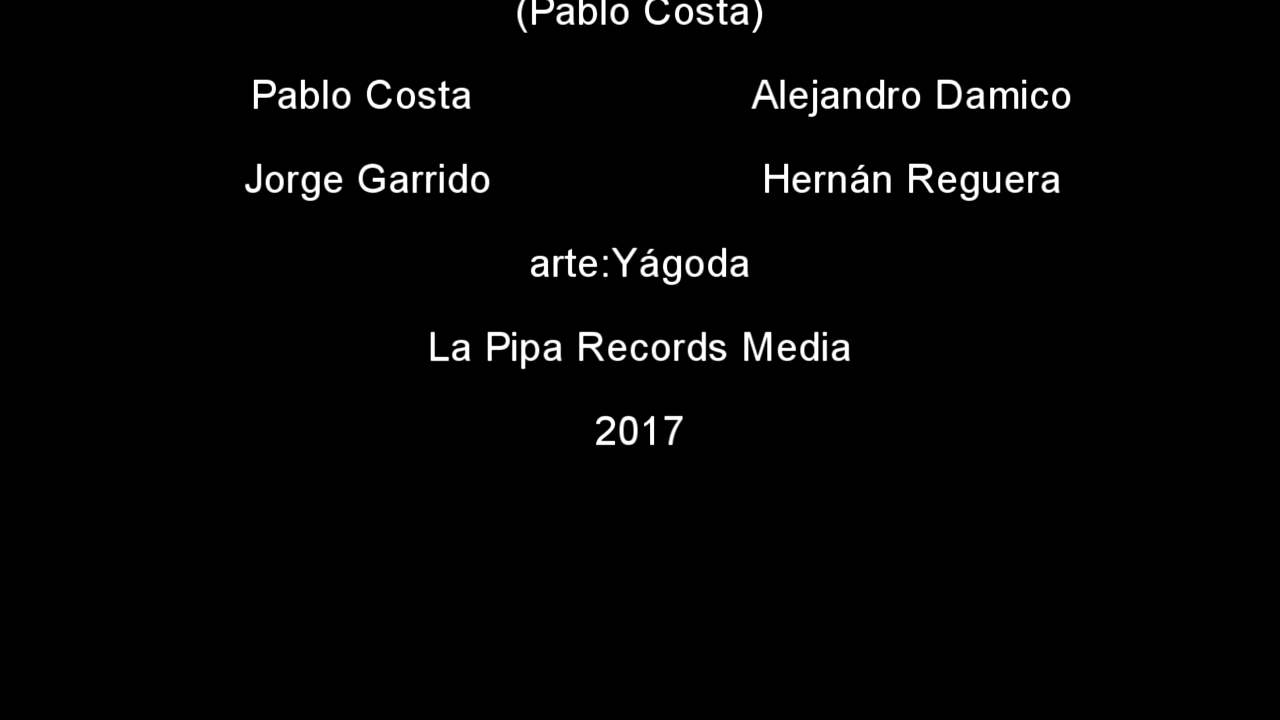 (Pablo Costa)
Pablo Costa Alejandro Damico
Jorge Garrido Hernán Reguera
arte:Yágoda
La Pipa Records Media
2017